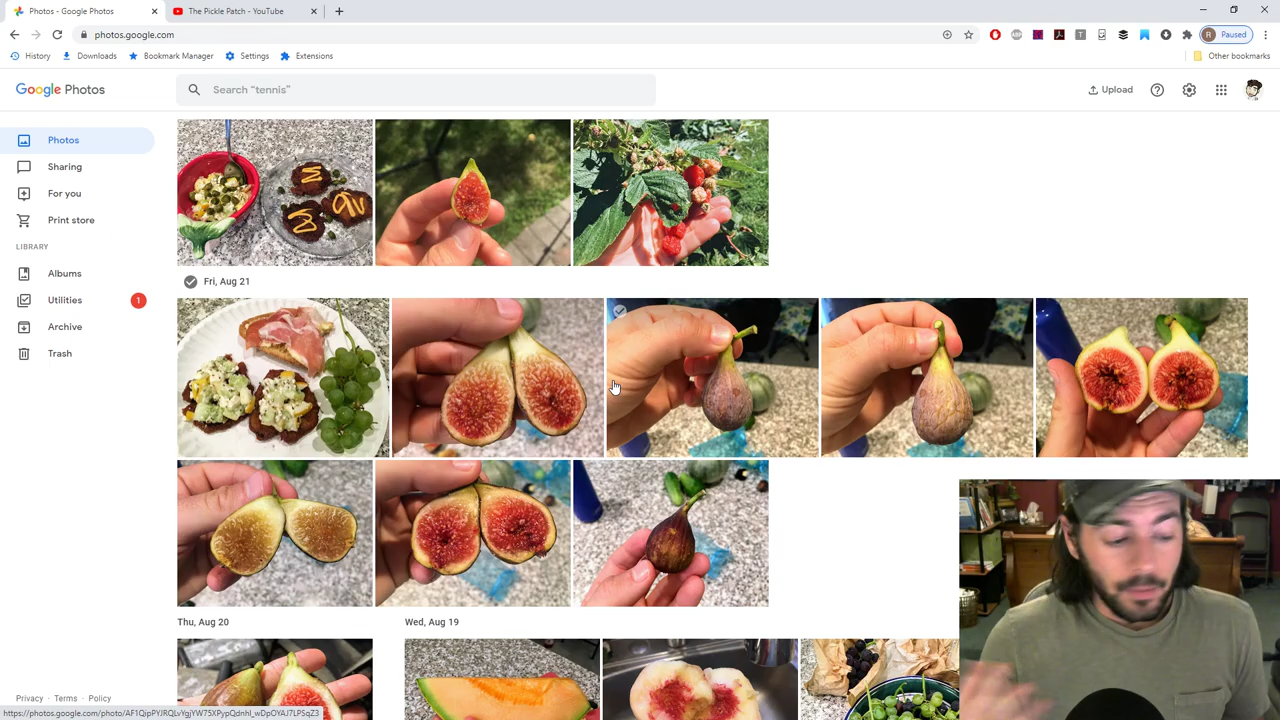 Photos - Google Photos
The Pickle Patch - YouTube
photos.google.com
Paused
History
Downloads
Bookmark Manager
Settings
Extensions
Other bookmarks
Google Photos
Search “tennis”
Upload
Photos
Sharing
For you
Print store
LIBRARY
Albums
Utilities
1
Archive
Trash
Fri, Aug 21
Thu, Aug 20
Wed, Aug 19
Privacy · Terms · Policy